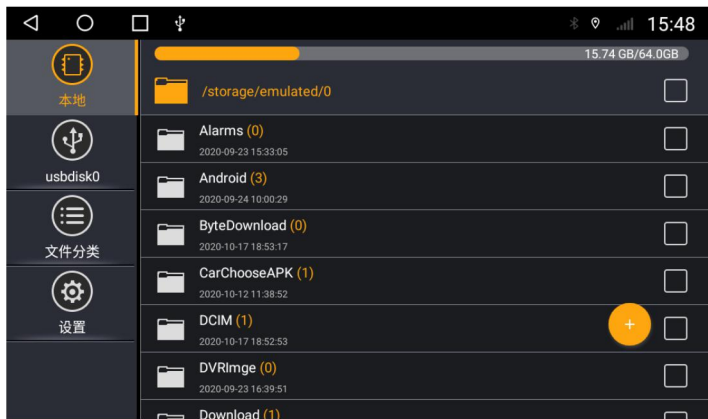 15:48
本地
usbdisk0
文件分类
设置
15.74 GB/64.0GB
/storage/emulated/0
Alarms (0)
2020-09-23 15:33:05
Android (3)
2020-09-24 10:00:29
ByteDownload (0)
2020-10-17 18:53:17
CarChooseAPK (1)
2020-10-12 11:38:52
DCIM (1)
2020-10-17 18:52:53
DVRImge (0)
2020-09-23 16:39:51
Download (1)